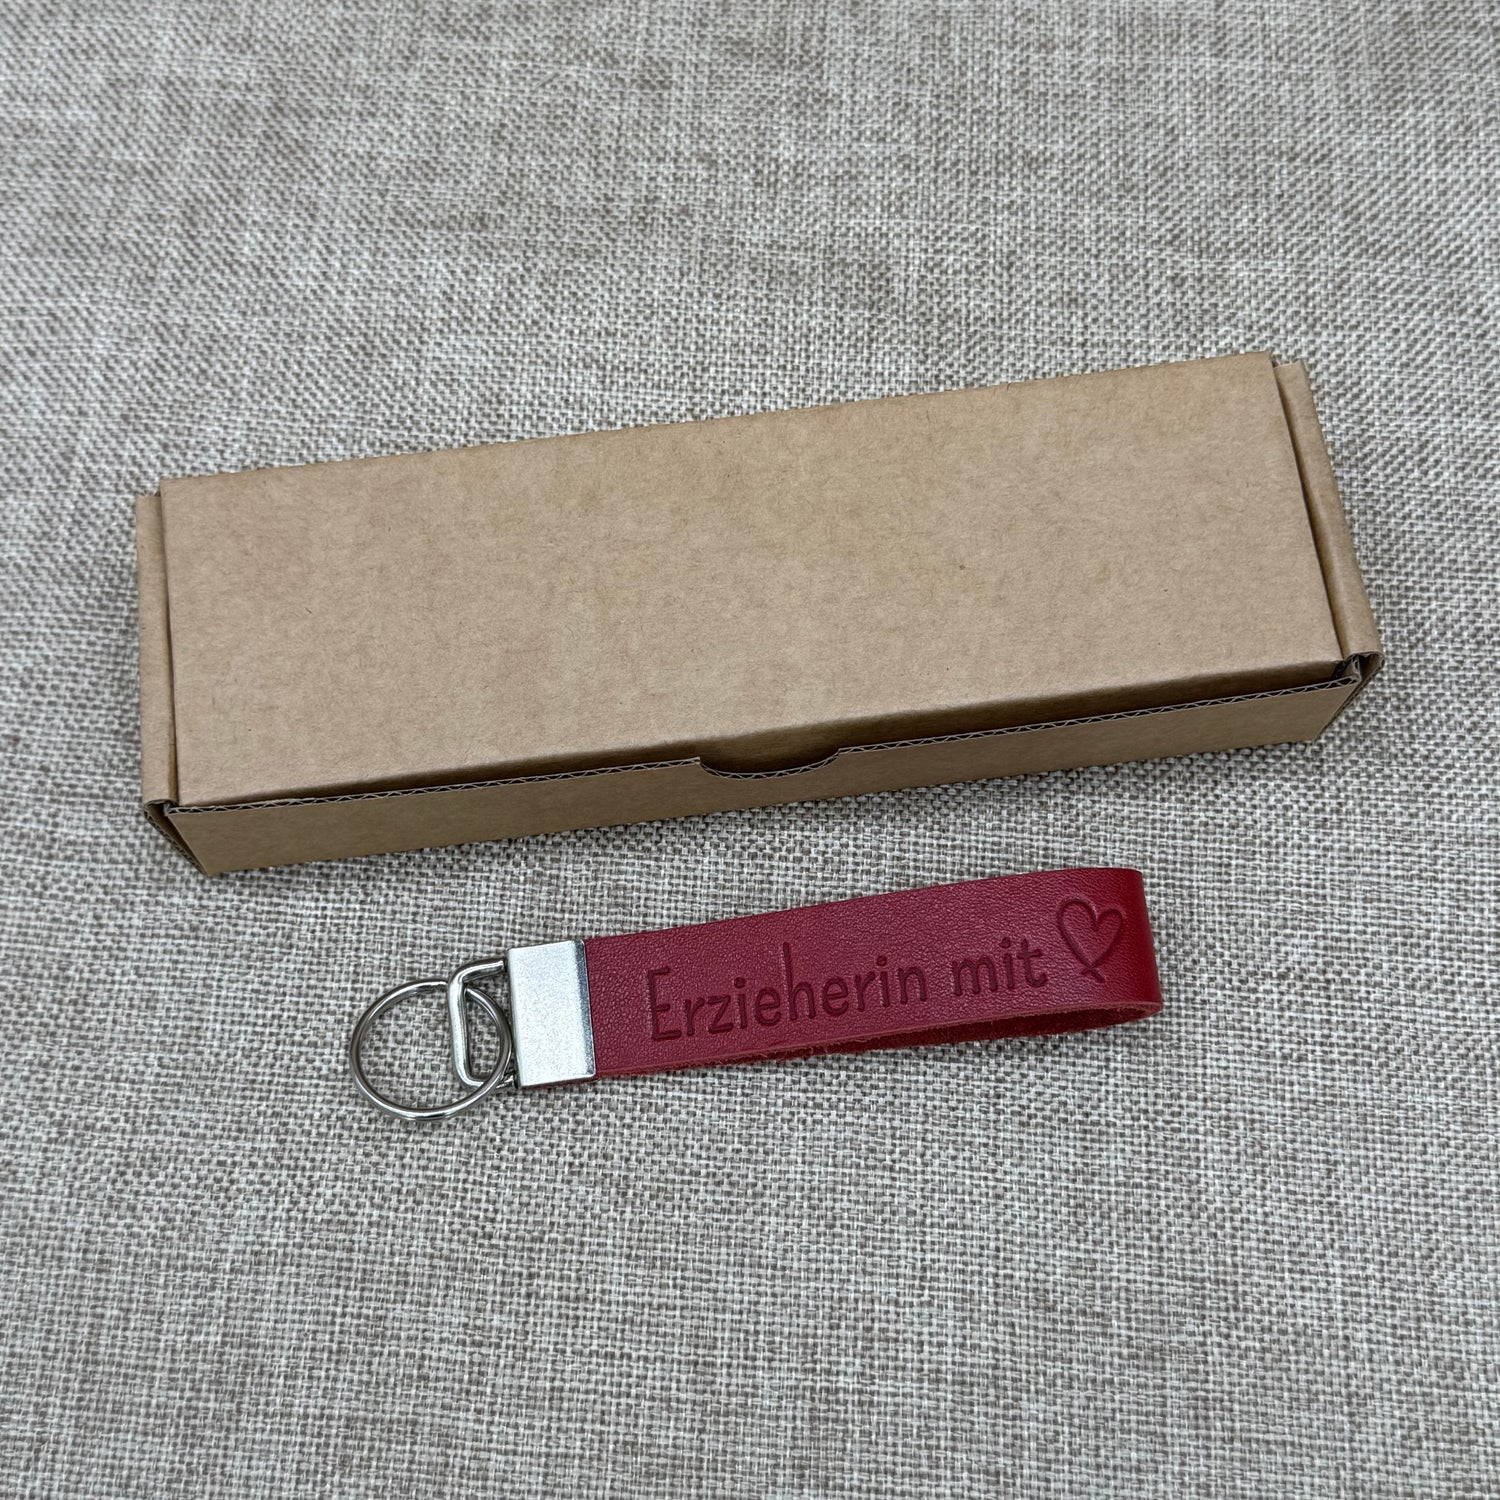 Erzieherin mit ♡